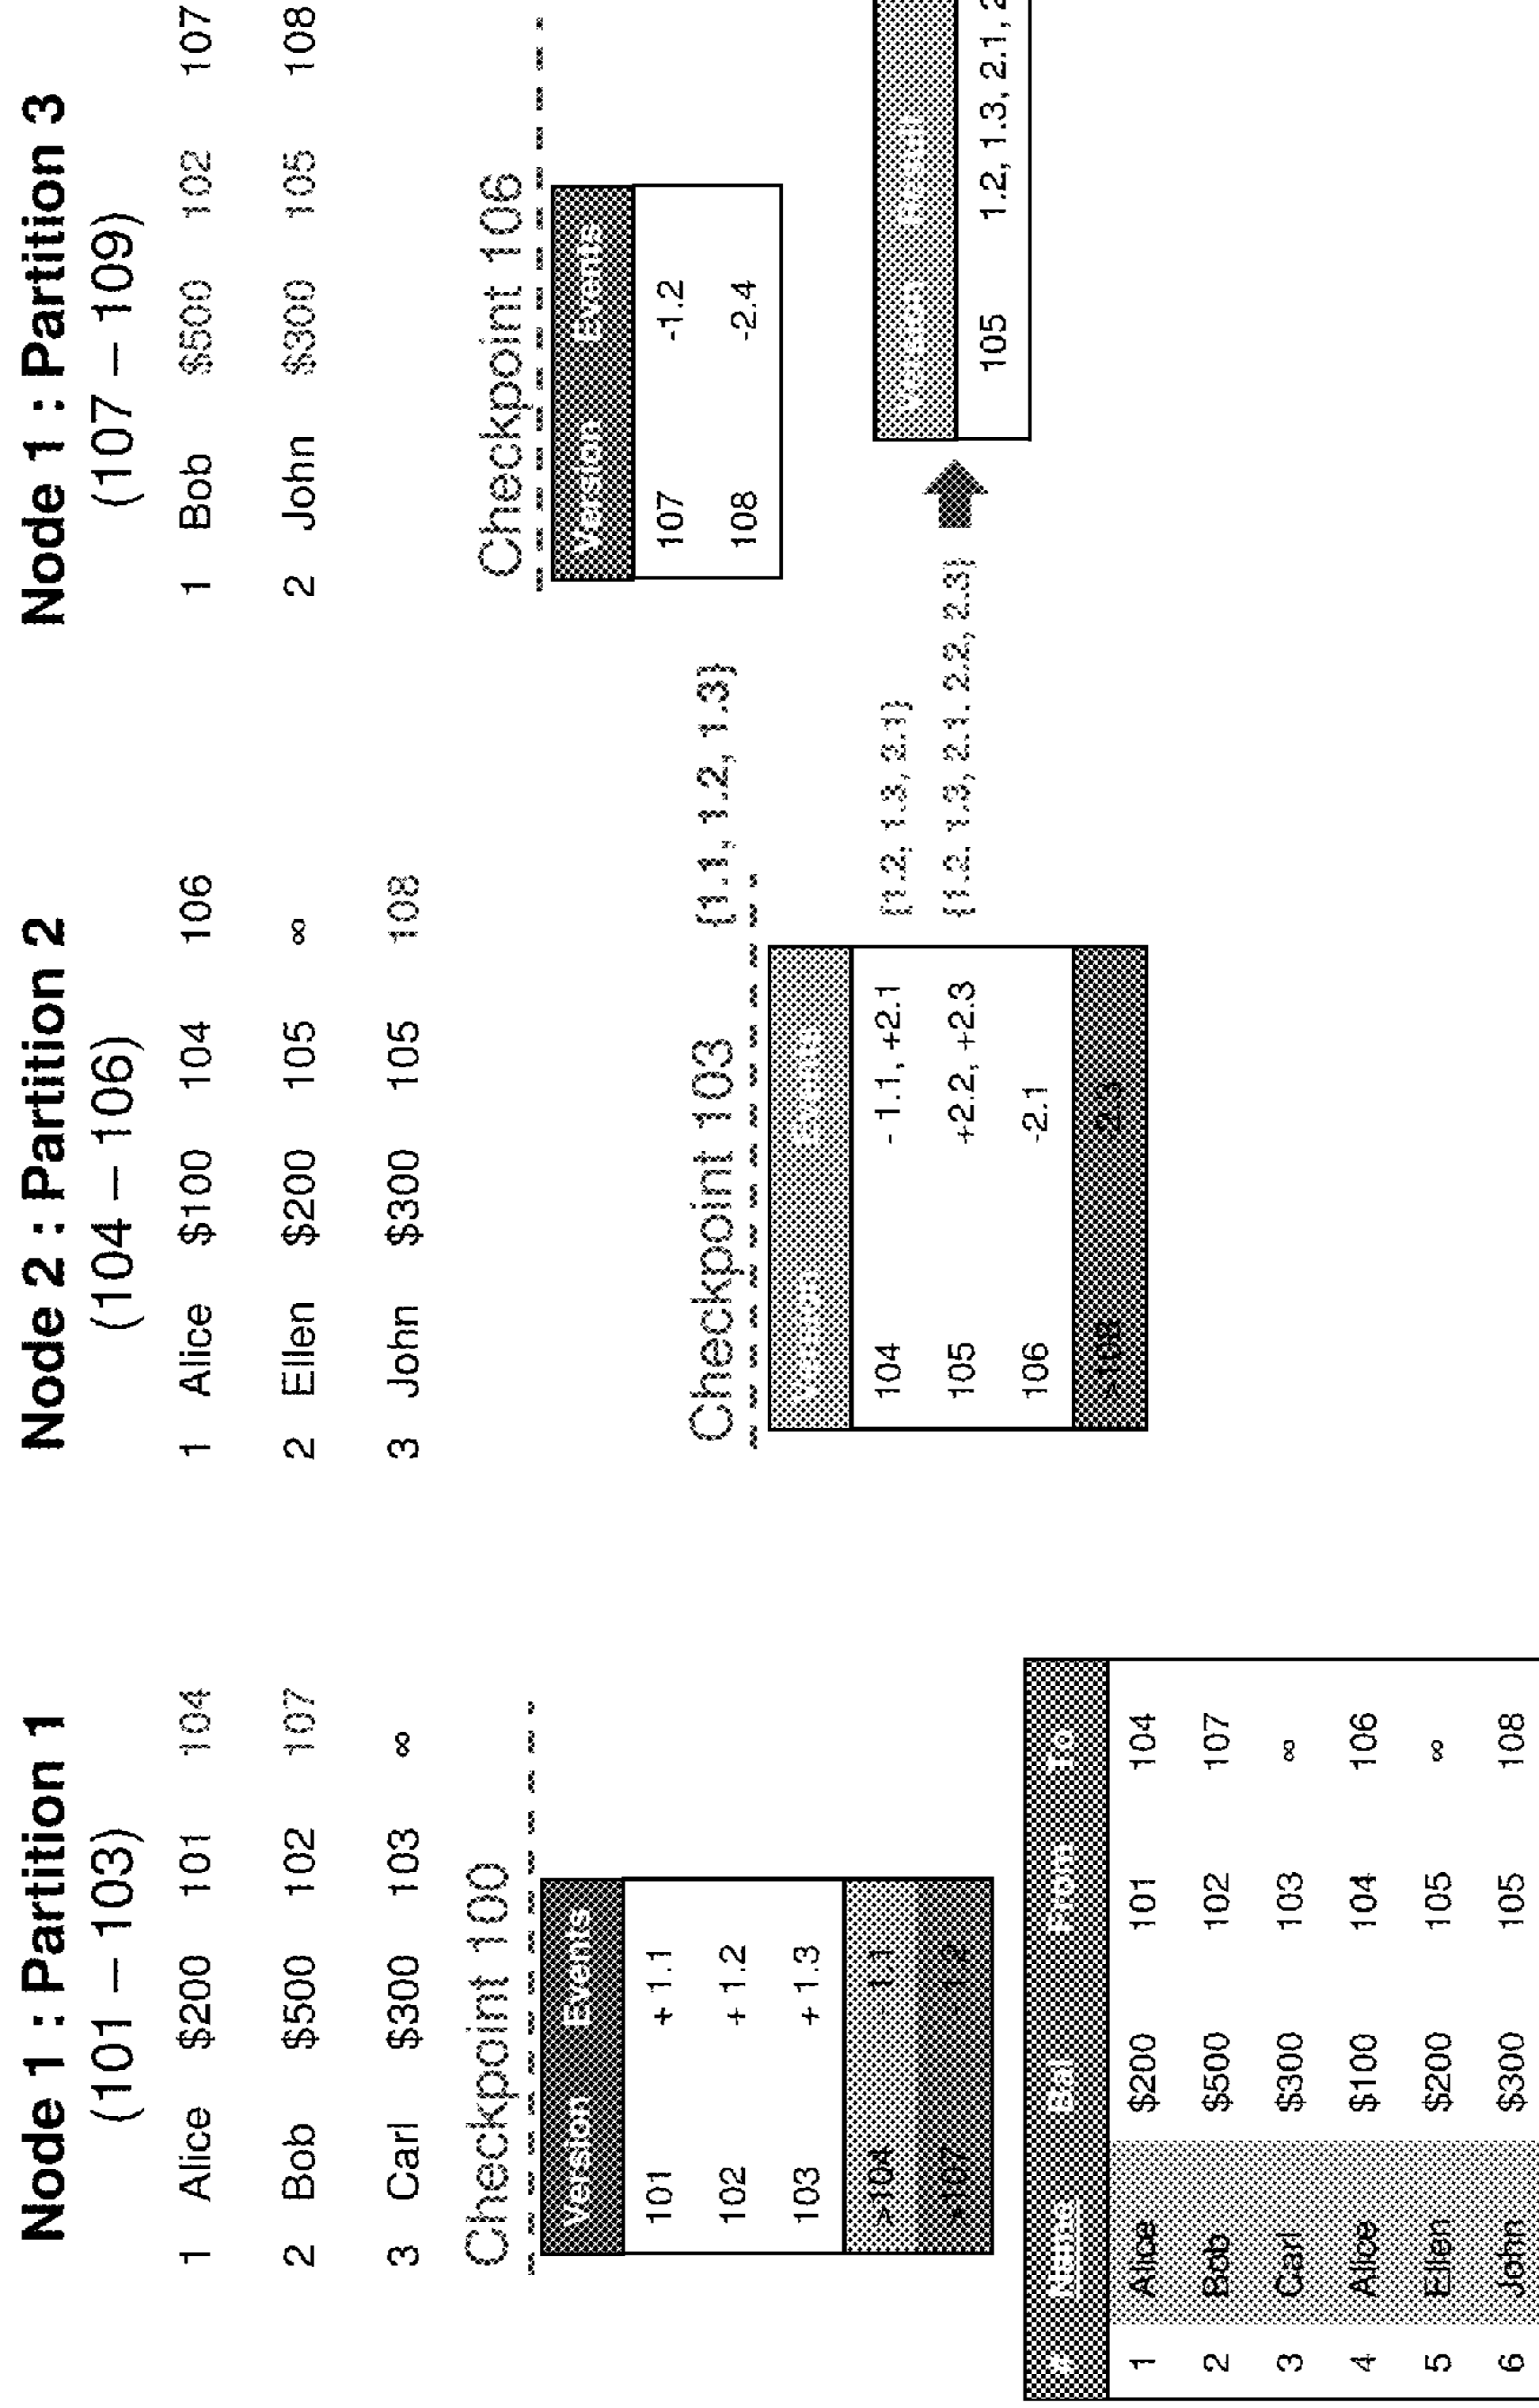 Node 1 : Partition 1
(101 – 103)
1 Alice $200 101 104
2 Bob $500 102 107
3 Carl $300 103 ∞
Checkpoint 100
Version Events
101 + 1.1
102 + 1.2
103 + 1.3
>104 - 1.1
>107 - 1.2
# Name Bal From To
1 Alice $200 101 104
2 Bob $500 102 107
3 Carl $300 103 ∞
4 Alice $100 104 106
5 Ellen $200 105 ∞
6 John $300 105 108
Node 2 : Partition 2
(104 – 106)
1 Alice $100 104 106
2 Ellen $200 105 ∞
3 John $300 105 108
Checkpoint 103 {1.1, 1.2, 1.3}
Version Events
104 - 1.1, +2.1 {1.2, 1.3, 2.1}
105 +2.2, +2.3 {1.2, 1.3, 2.1, 2.2, 2.3}
106 -2.1
>108 -2.3
Node 1 : Partition 3
(107 – 109)
1 Bob $500 102 107
2 John $300 105 108
Checkpoint 106
Version Events
107 -1.2
108 -2.4
Version Result
105 1.2, 1.3, 2.1,